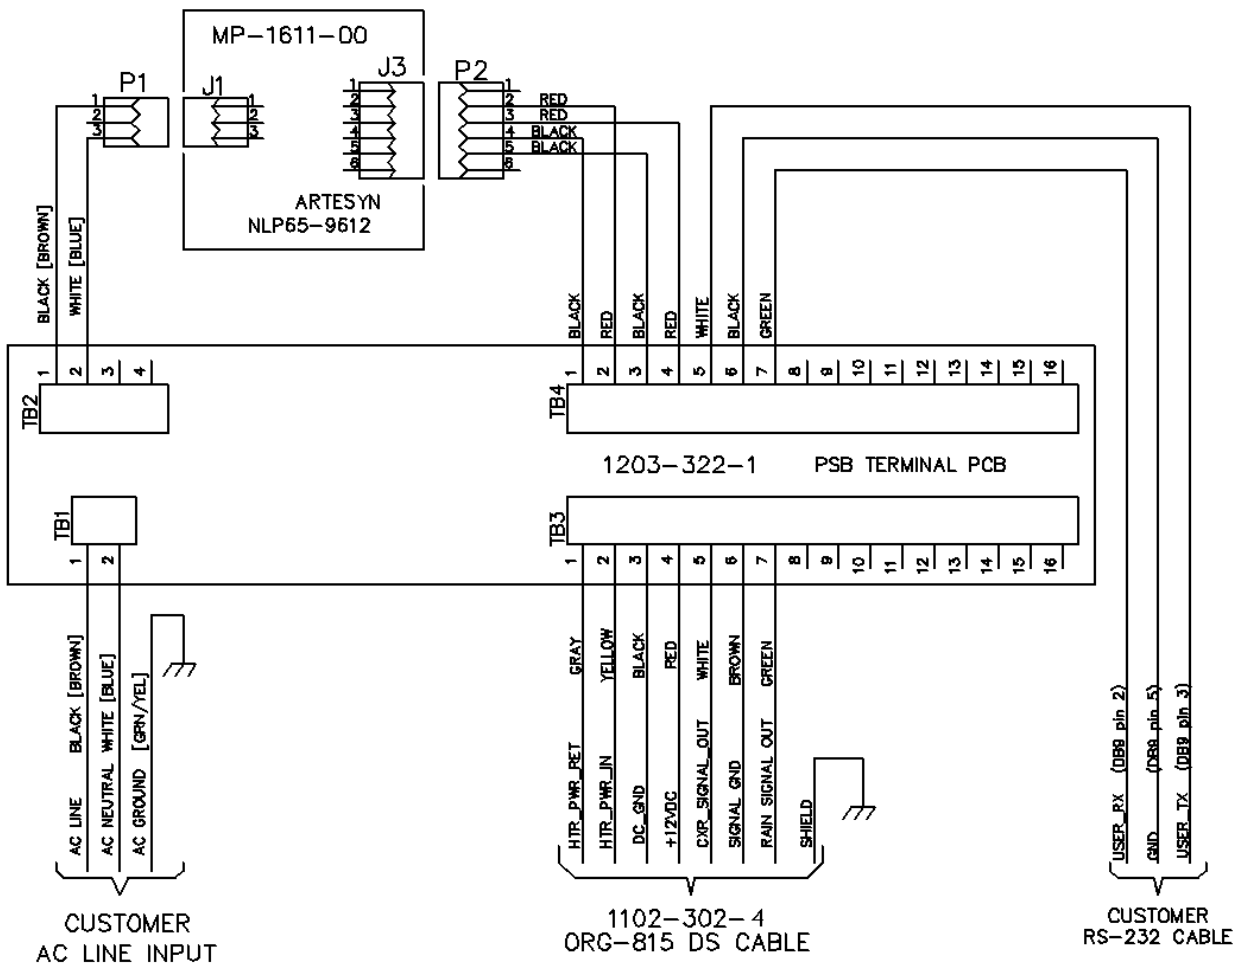 MP-1611-00
P1
J1
J3
P2
1
2
3
1
2
3
1
2
3
4
5
6
1
2
3
4
5
6
RED
RED
BLACK
BLACK
ARTESYN
NLP65-9612
BLACK [BROWN]
WHITE [BLUE]
BLACK
RED
BLACK
RED
WHITE
BLACK
GREEN
1 2 3 4
TB2
1 2 3 4 5 6 7 8 9 10 11 12 13 14 15 16
TB4
1203-322-1
PSB TERMINAL PCB
TB1
1 2
TB3
1 2 3 4 5 6 7 8 9 10 11 12 13 14 15 16
AC LINE BLACK [BROWN]
AC NEUTRAL WHITE [BLUE]
AC GROUND [GRN/YEL]
HTR_PWR_RET GRAY
HTR_PWR_IN YELLOW
DC_GND BLACK
+12VDC RED
CXR_SIGNAL_OUT WHITE
SIGNAL GND BROWN
RAIN SIGNAL OUT GREEN
SHIELD
USER_RX (DB9 pin 2)
GND (DB9 pin 5)
USER_TX (DB9 pin 3)
CUSTOMER
AC LINE INPUT
1102-302-4
ORG-815 DS CABLE
CUSTOMER
RS-232 CABLE